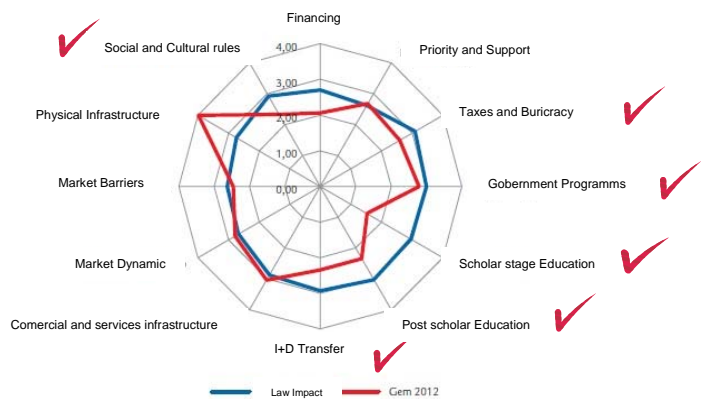 Financing
4,00
Social and Cultural rules
Priority and Support
3,00
Physical Infrastructure
2,00
Taxes and Buricracy
1,00
Market Barriers
0,00
Gobernment Programms
Market Dynamic
Scholar stage Education
Comercial and services infrastructure
Post scholar Education
I+D Transfer
Law Impact
Gem 2012